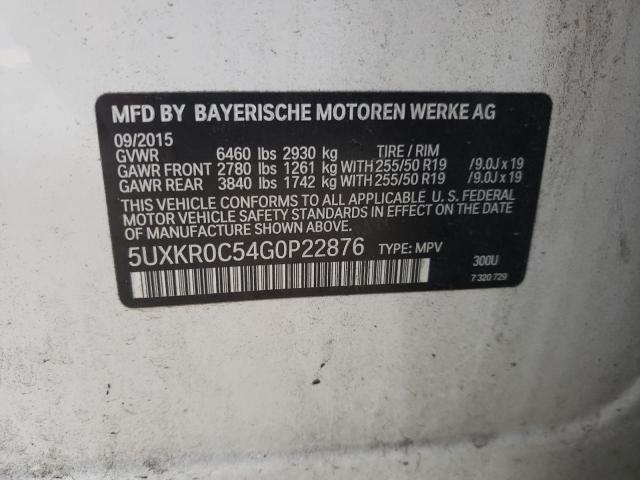 MFD BY BAYERISCHE MOTOREN WERKE AG
09/2015
GVWR 6460 lbs 2930 kg TIRE / RIM
GAWR FRONT 2780 lbs 1261 kg WITH 255/50 R19 /9.0J x 19
GAWR REAR 3840 lbs 1742 kg WITH 255/50 R19 /9.0J x 19
THIS VEHICLE CONFORMS TO ALL APPLICABLE U. S. FEDERAL
MOTOR VEHICLE SAFETY STANDARDS IN EFFECT ON THE DATE
OF MANUFACTURE SHOWN ABOVE.
5UXKR0C54G0P22876 TYPE: MPV 300U
7 320 729